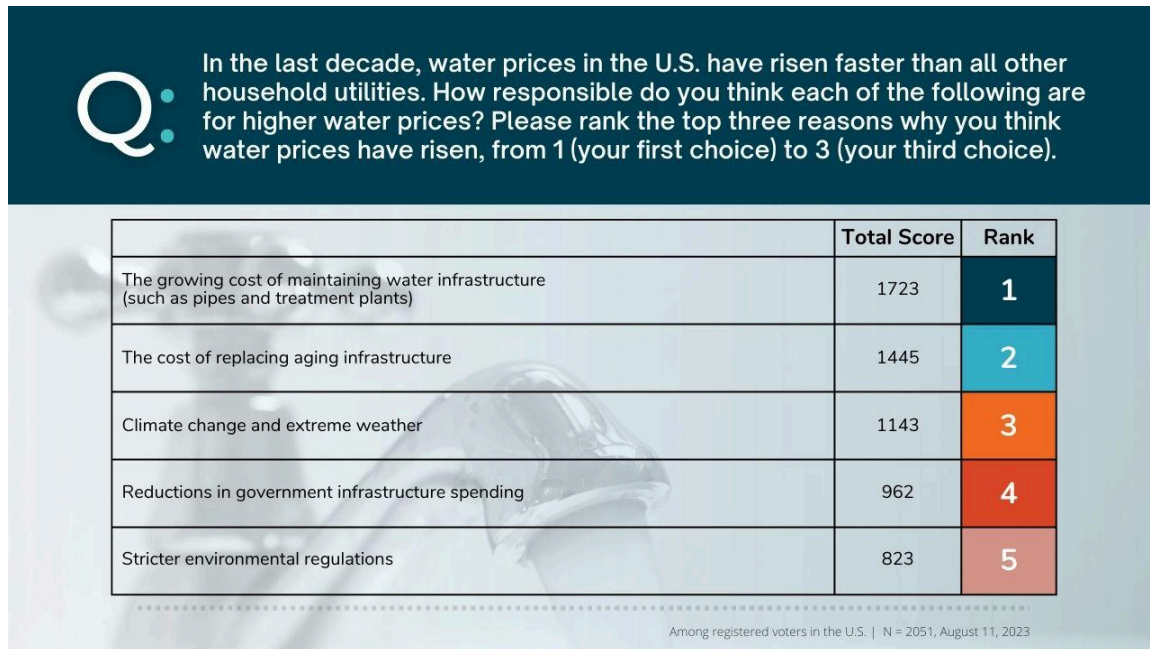 Q:
In the last decade, water prices in the U.S. have risen faster than all other
household utilities. How responsible do you think each of the following are
for higher water prices? Please rank the top three reasons why you think
water prices have risen, from 1 (your first choice) to 3 (your third choice).
Total Score Rank
The growing cost of maintaining water infrastructure
(such as pipes and treatment plants) 1723 1
The cost of replacing aging infrastructure 1445 2
Climate change and extreme weather 1143 3
Reductions in government infrastructure spending 962 4
Stricter environmental regulations 823 5
Among registered voters in the U.S. | N = 2051, August 11, 2023